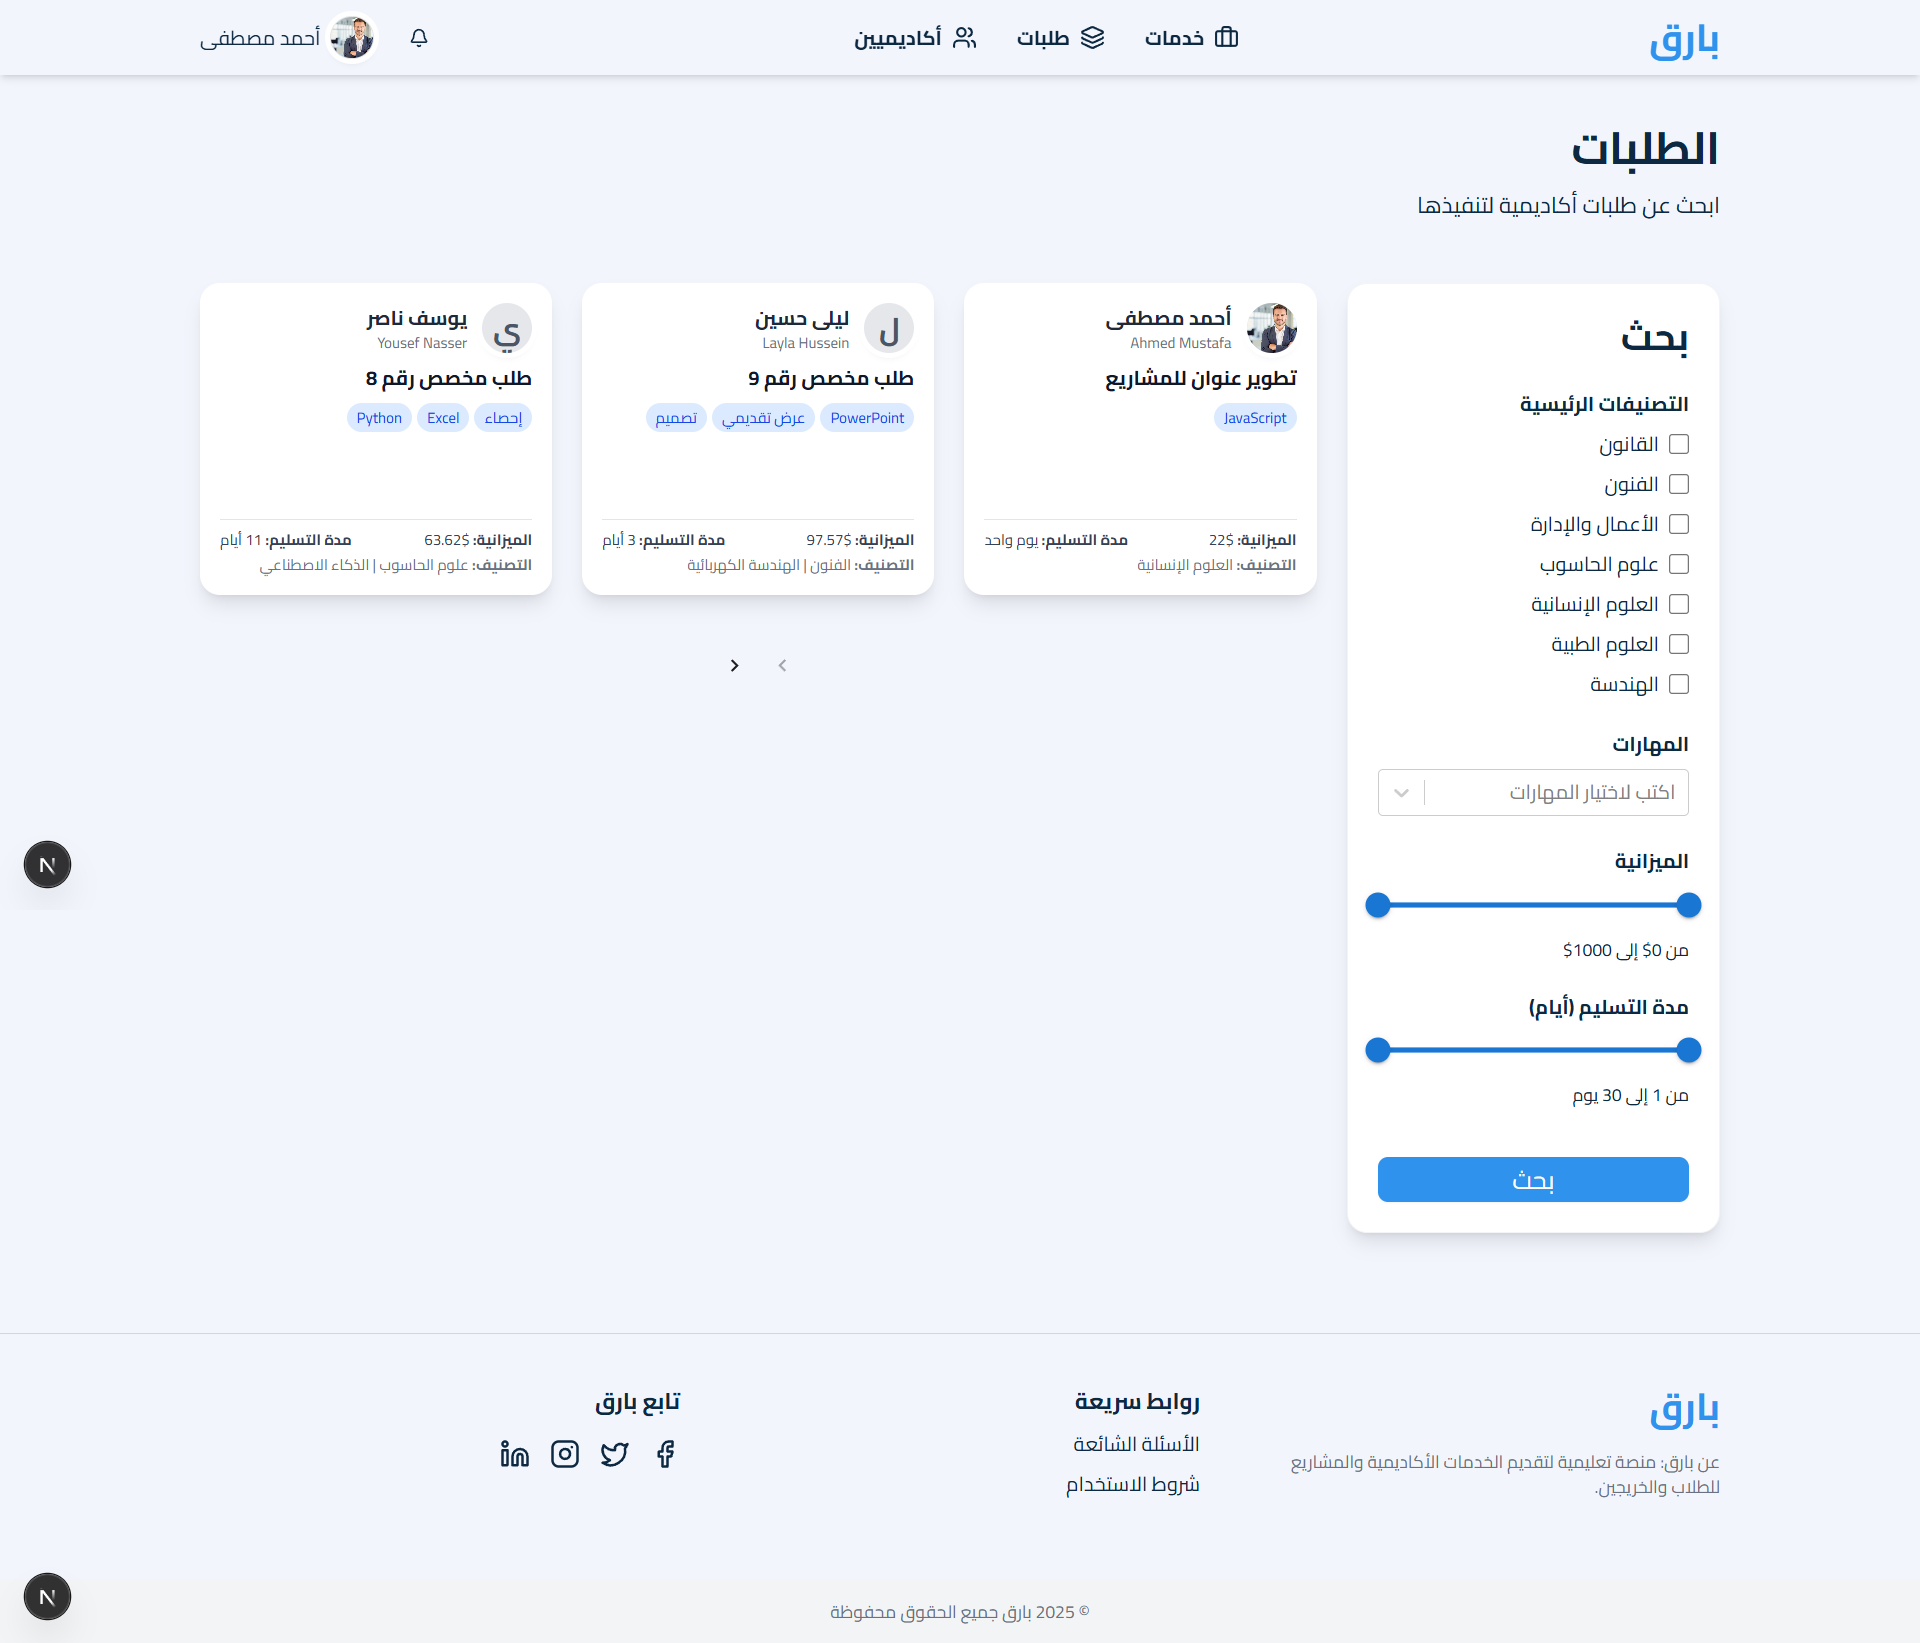 بارق
خدمات
طلبات
أكاديميين
أحمد مصطفى
الطلبات
ابحث عن طلبات أكاديمية لتنفيذها
بحث
التصنيفات الرئيسية
القانون
الفنون
الأعمال والإدارة
علوم الحاسوب
العلوم الإنسانية
العلوم الطبية
الهندسة
المهارات
اكتب لاختيار المهارات
الميزانية
من 0$ إلى 1000$
مدة التسليم (أيام)
من 1 إلى 30 يوم
بحث
أحمد مصطفى
Ahmed Mustafa
تطوير عنوان للمشاريع
JavaScript
الميزانية: 22$ مدة التسليم: يوم واحد
التصنيف: العلوم الإنسانية
ل
ليلى حسين
Layla Hussein
طلب مخصص رقم 9
PowerPoint عرض تقديمي تصميم
الميزانية: 97.57$ مدة التسليم: 3 أيام
التصنيف: الفنون | الهندسة الكهربائية
ي
يوسف ناصر
Yousef Nasser
طلب مخصص رقم 8
إحصاء Excel Python
الميزانية: 63.62$ مدة التسليم: 11 أيام
التصنيف: علوم الحاسوب | الذكاء الاصطناعي
N
بارق
عن بارق: منصة تعليمية لتقديم الخدمات الأكاديمية والمشاريع
للطلاب والخريجين.
روابط سريعة
الأسئلة الشائعة
شروط الاستخدام
تابع بارق
N
© 2025 بارق جميع الحقوق محفوظة